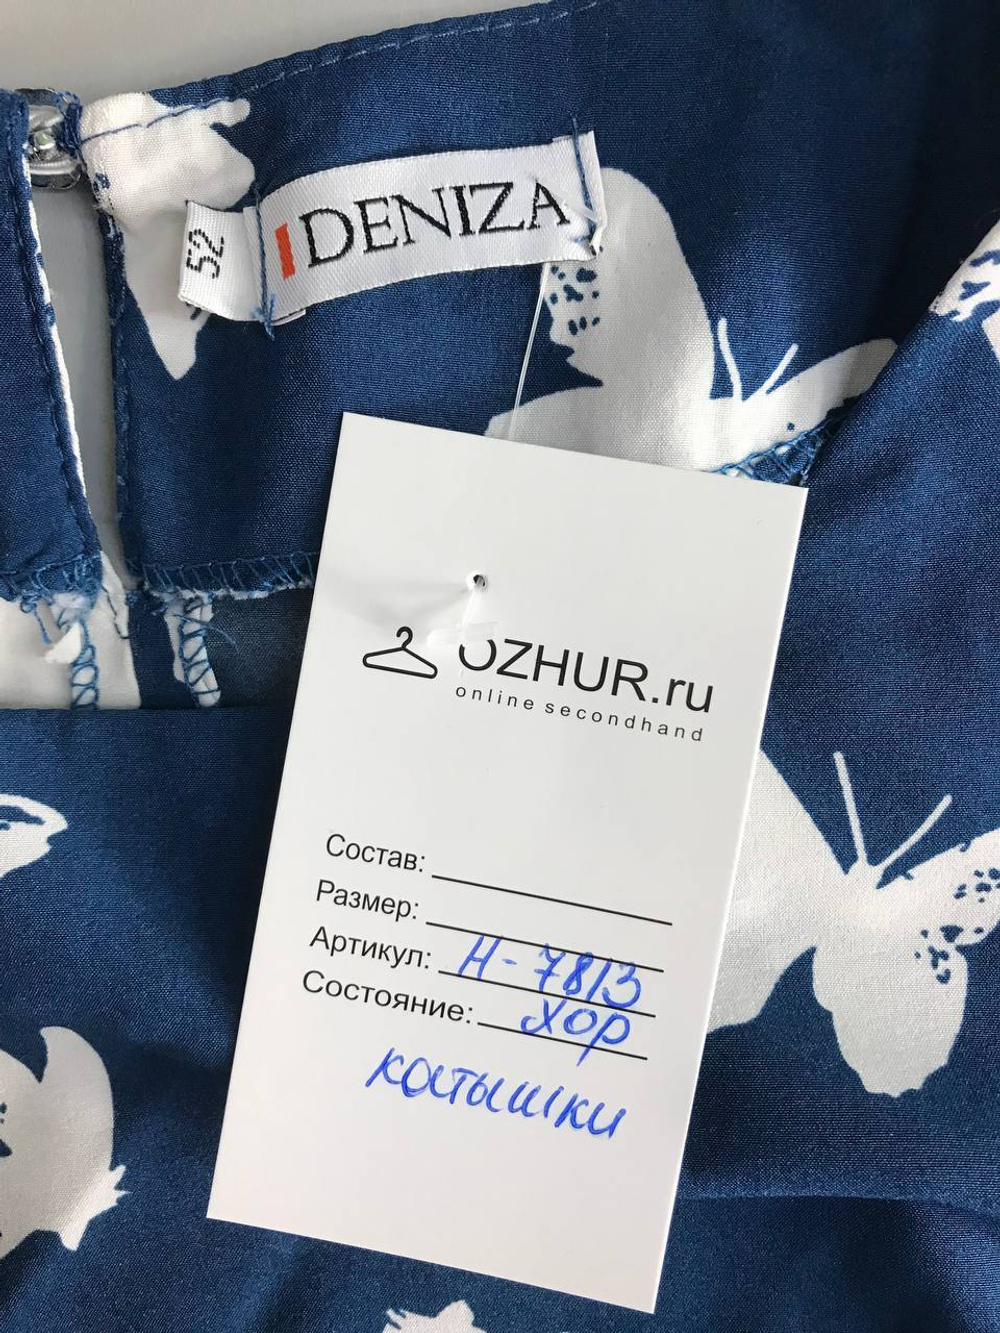 DENIZA
52
OZHUR.ru
online secondhand
Состав:
Размер:
Артикул: Н-7813
Состояние: хор
катышки